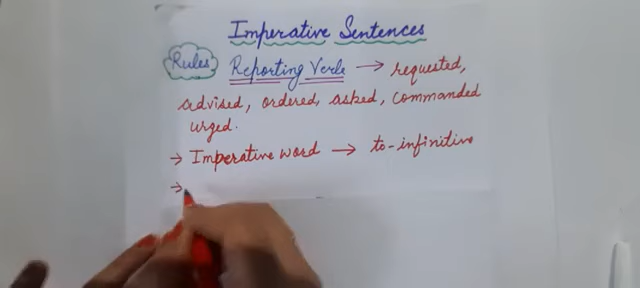 Imperative Sentences
Rules Reporting Verb → requested,
advised, ordered, asked, commanded
urged.
→ Imperative word → to-infinitive
→